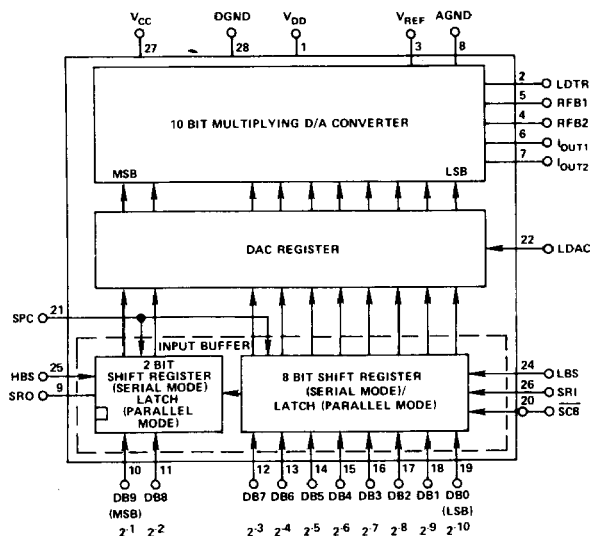 VCC OGND VDD VREF AGND
27 28 1 3 8
2 LDTR
5 RFB1
10 BIT MULTIPLYING D/A CONVERTER
4 RFB2
6 IOUT1
7 IOUT2
MSB LSB
DAC REGISTER
22 LDAC
21
SPC
INPUT BUFFER
25
HBS
9
SRO
2 BIT
SHIFT REGISTER
(SERIAL MODE)
LATCH
(PARALLEL
MODE)
8 BIT SHIFT REGISTER
(SERIAL MODE)/
LATCH (PARALLEL MODE)
24 LBS
26 SRI
20 SCB
10 11 12 13 14 15 16 17 18 19
DB9 DB8 DB7 DB6 DB5 DB4 DB3 DB2 DB1 DB0
(MSB) (LSB)
2-1 2-2 2-3 2-4 2-5 2-6 2-7 2-8 2-9 2-10